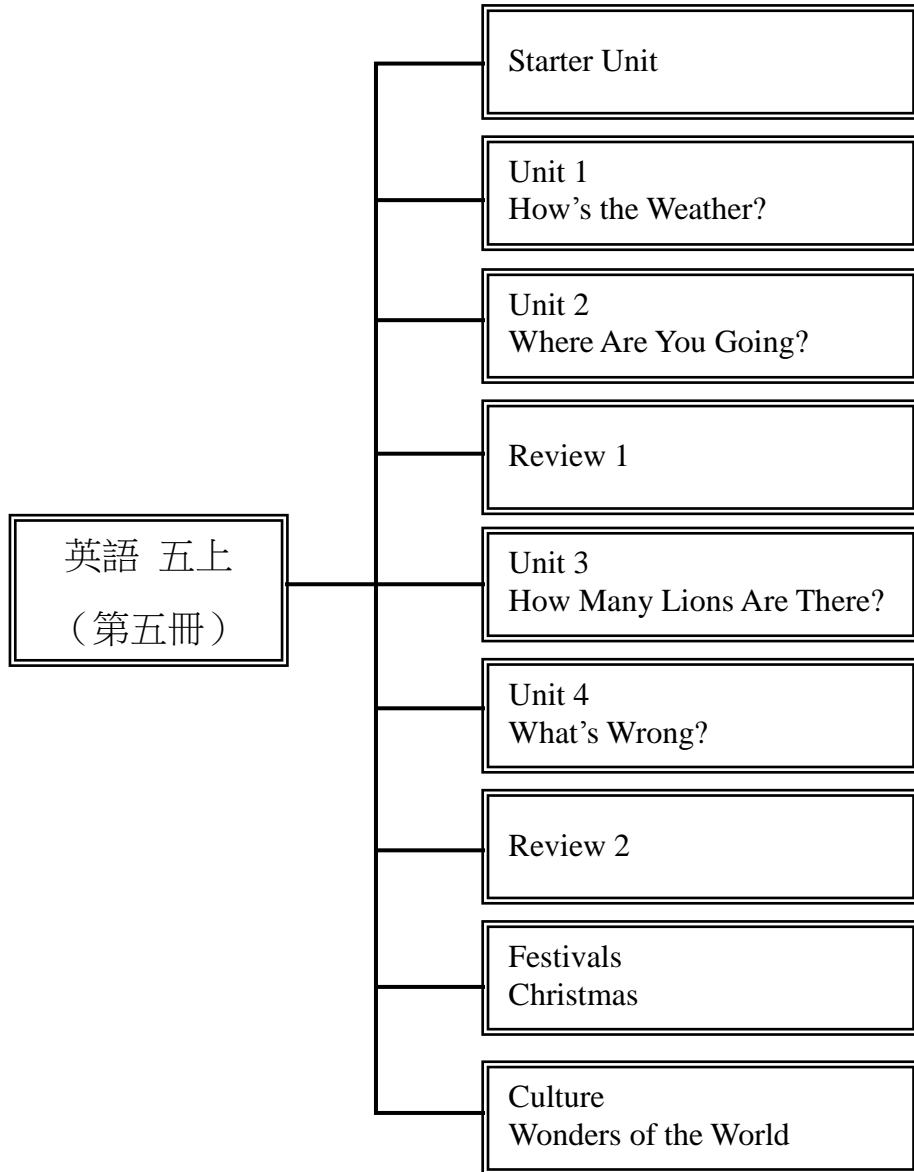 Starter Unit
Unit 1
How’s the Weather?
Unit 2
Where Are You Going?
Review 1
英語 五上
（第五冊）
Unit 3
How Many Lions Are There?
Unit 4
What’s Wrong?
Review 2
Festivals
Christmas
Culture
Wonders of the World